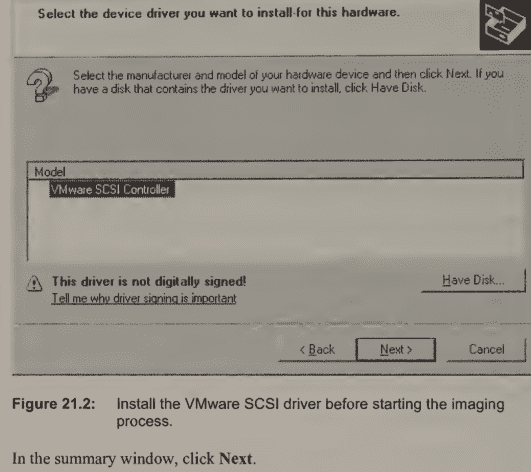 Select the device driver you want to install for this hardware.
Select the manufacturer and model of your hardware device and then click Next. If you
have a disk that contains the driver you want to install, click Have Disk.
Model
VMware SCSI Controller
This driver is not digitally signed!
Tell me why driver signing is important
Have Disk...
< Back
Next >
Cancel
Figure 21.2: Install the VMware SCSI driver before starting the imaging
process.
In the summary window, click Next.